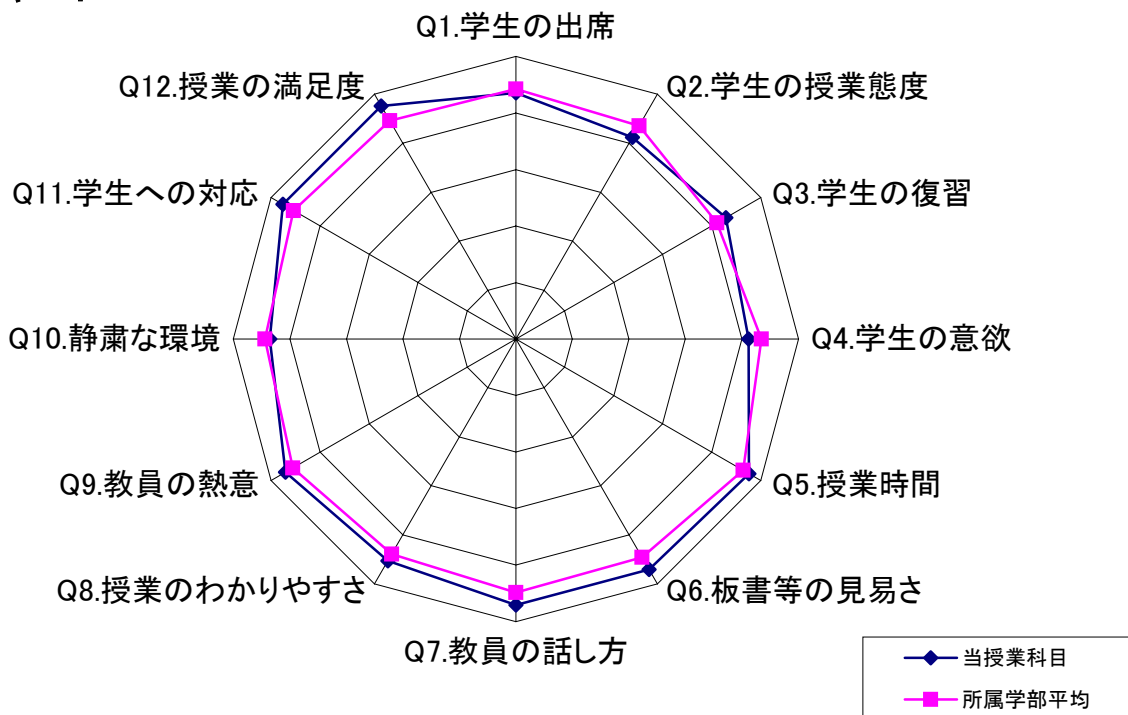 Q1.学生の出席
Q2.学生の授業態度
Q3.学生の復習
Q4.学生の意欲
Q5.授業時間
Q6.板書等の見易さ
Q7.教員の話し方
Q8.授業のわかりやすさ
Q9.教員の熱意
Q10.静粛な環境
Q11.学生への対応
Q12.授業の満足度
当授業科目
所属学部平均